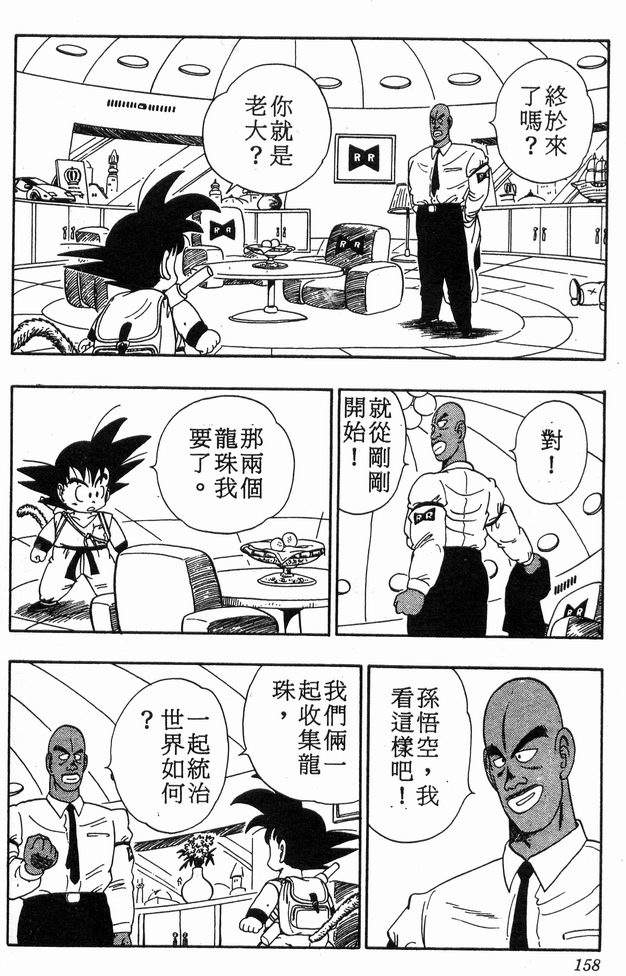 終於來
了嗎?
你就是
老大?
RR
RR
RR
RR
對!
就從剛剛
開始!
RR
RR
那兩個
龍珠我
要了。
孫悟空,我
看這樣吧!
我們倆一
起收集龍
珠,
一起統治
世界如何
?
158